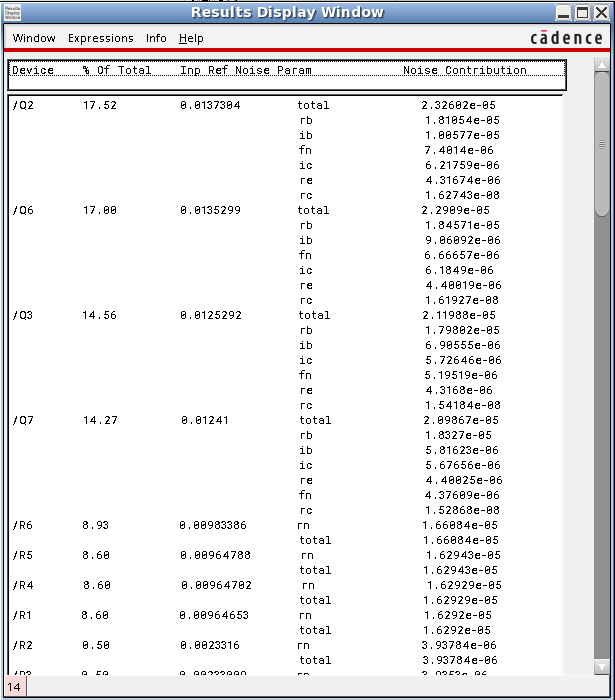 Results Display Window
Window Expressions Info Help cādence
Device % Of Total Inp Ref Noise Param Noise Contribution
/Q2 17.52 0.0137304 total 2.32602e-05
rb 1.81054e-05
ib 1.00577e-05
fn 7.4014e-06
ic 6.21759e-06
re 4.31674e-06
rc 1.62743e-08
/Q6 17.00 0.0135299 total 2.2909e-05
rb 1.84571e-05
ib 9.06092e-06
fn 6.66657e-06
ic 6.1849e-06
re 4.40019e-06
rc 1.61927e-08
/Q3 14.56 0.0125292 total 2.11988e-05
rb 1.79802e-05
ib 6.90555e-06
ic 5.72646e-06
fn 5.19519e-06
re 4.3168e-06
rc 1.54184e-08
/Q7 14.27 0.01241 total 2.09867e-05
rb 1.8327e-05
ib 5.81623e-06
ic 5.67656e-06
re 4.40025e-06
fn 4.37609e-06
rc 1.52868e-08
/R6 8.93 0.00983386 rn 1.66084e-05
total 1.66084e-05
/R5 8.60 0.00964788 rn 1.62943e-05
total 1.62943e-05
/R4 8.60 0.00964702 rn 1.62929e-05
total 1.62929e-05
/R1 8.60 0.00964653 rn 1.6292e-05
total 1.6292e-05
/R2 0.50 0.0023316 rn 3.93784e-06
total 3.93784e-06
14